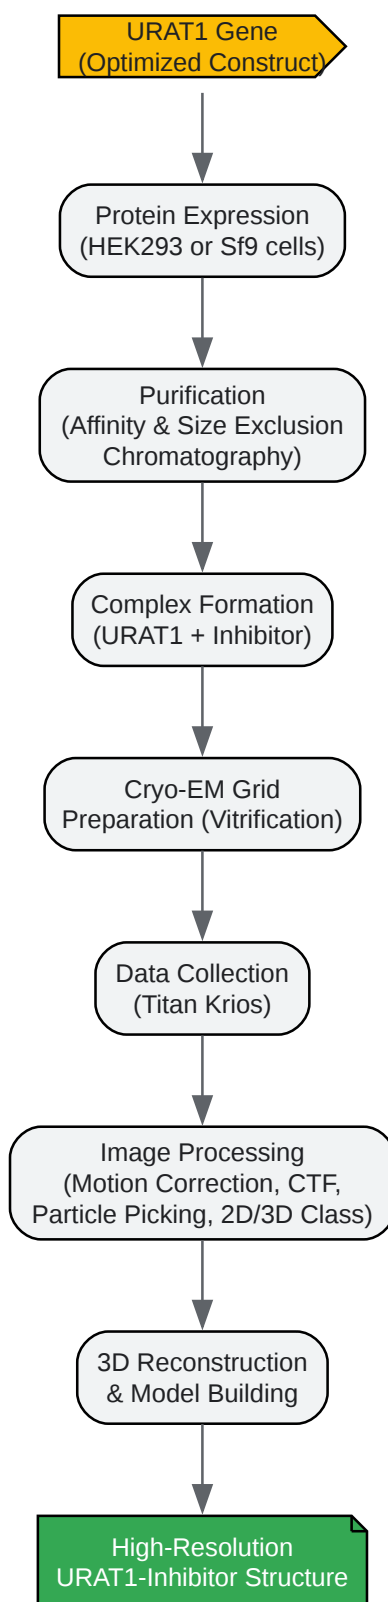 URAT1 Gene
(Optimized Construct)
Protein Expression
(HEK293 or Sf9 cells)
Purification
(Affinity & Size Exclusion
Chromatography)
Complex Formation
(URAT1 + Inhibitor)
Cryo-EM Grid
Preparation (Vitrification)
Data Collection
(Titan Krios)
Image Processing
(Motion Correction, CTF,
Particle Picking, 2D/3D Class)
3D Reconstruction
& Model Building
High-Resolution
URAT1-Inhibitor Structure